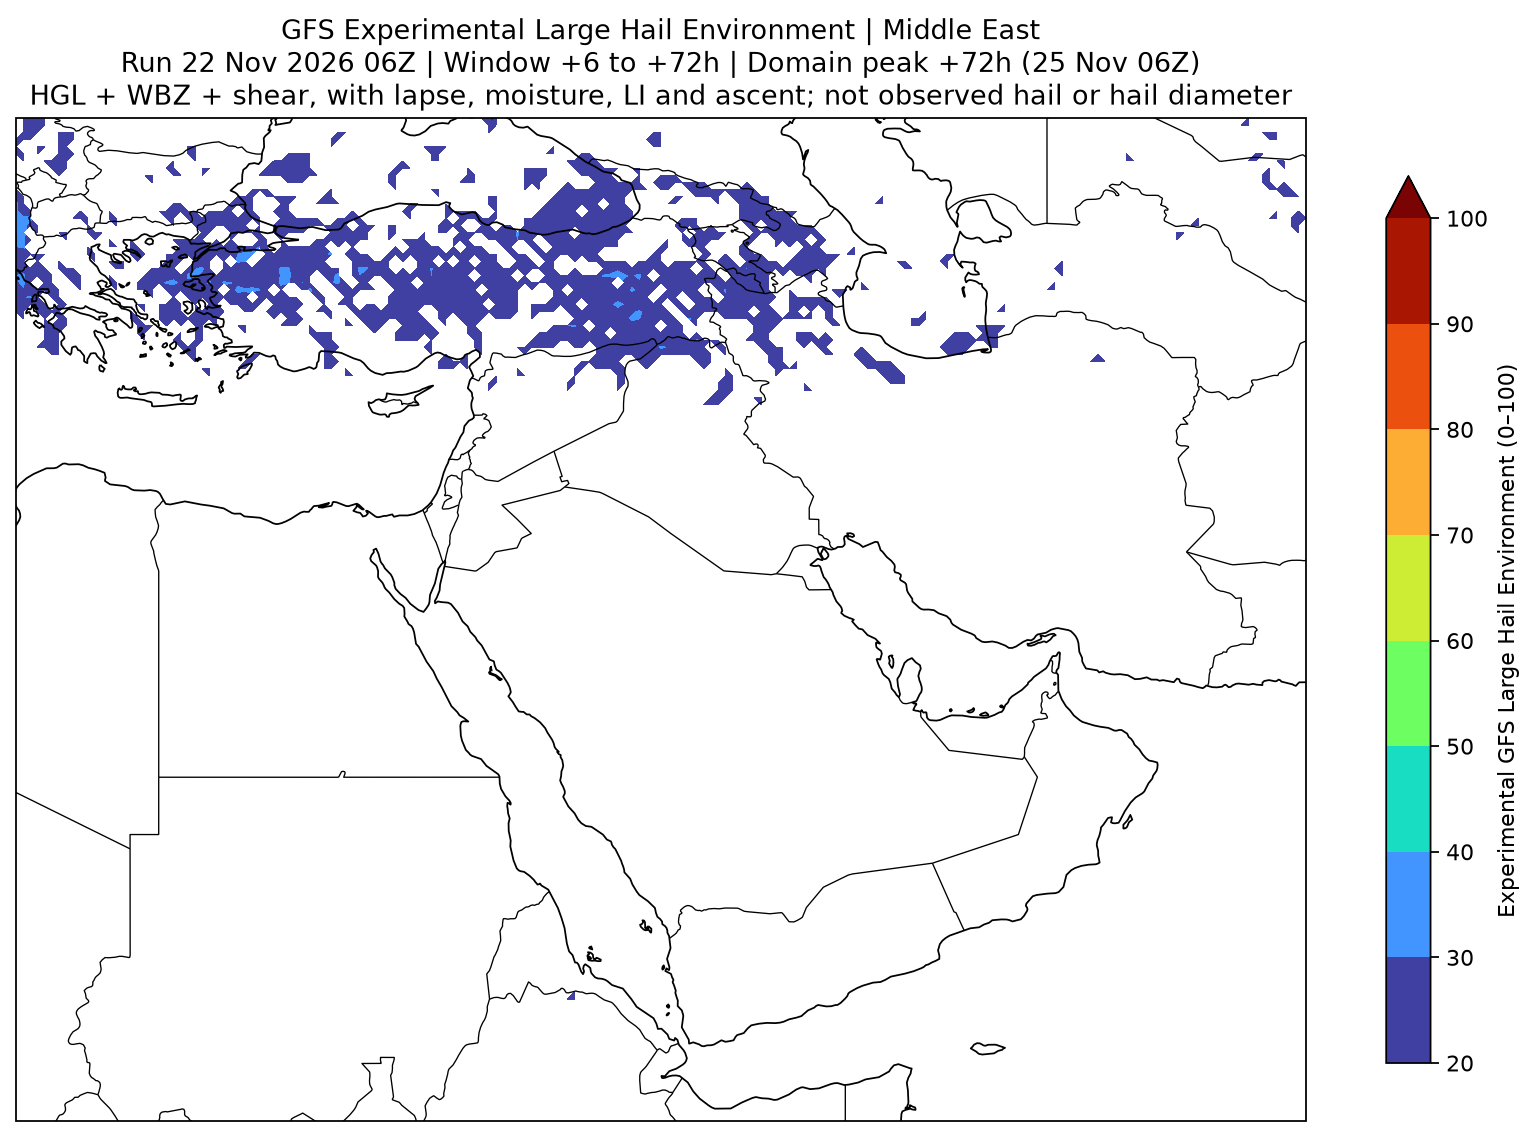 GFS Experimental Large Hail Environment | Middle East
Run 22 Nov 2026 06Z | Window +6 to +72h | Domain peak +72h (25 Nov 06Z)
HGL + WBZ + shear, with lapse, moisture, LI and ascent; not observed hail or hail diameter
100
90
80
70
60
50
40
30
20
Experimental GFS Large Hail Environment (0–100)